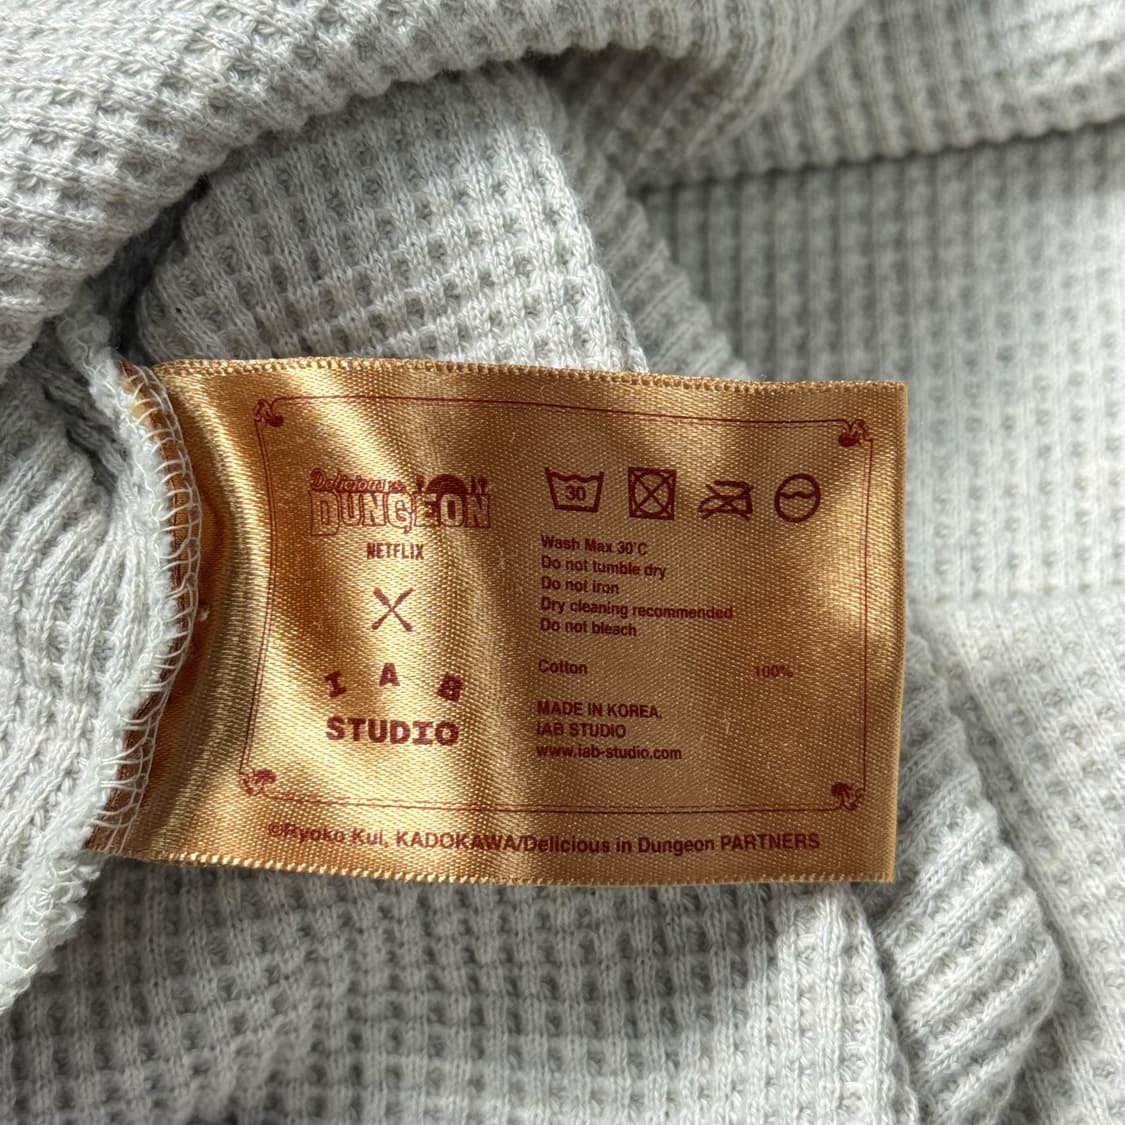 Delicious in
DUNGEON
NETFLIX
IAB
STUDIO
30
Wash Max 30°C
Do not tumble dry
Do not iron
Dry cleaning recommended
Do not bleach
Cotton 100%
MADE IN KOREA,
IAB STUDIO
www.iab-studio.com
©Ryoko Kui, KADOKAWA/Delicious in Dungeon PARTNERS